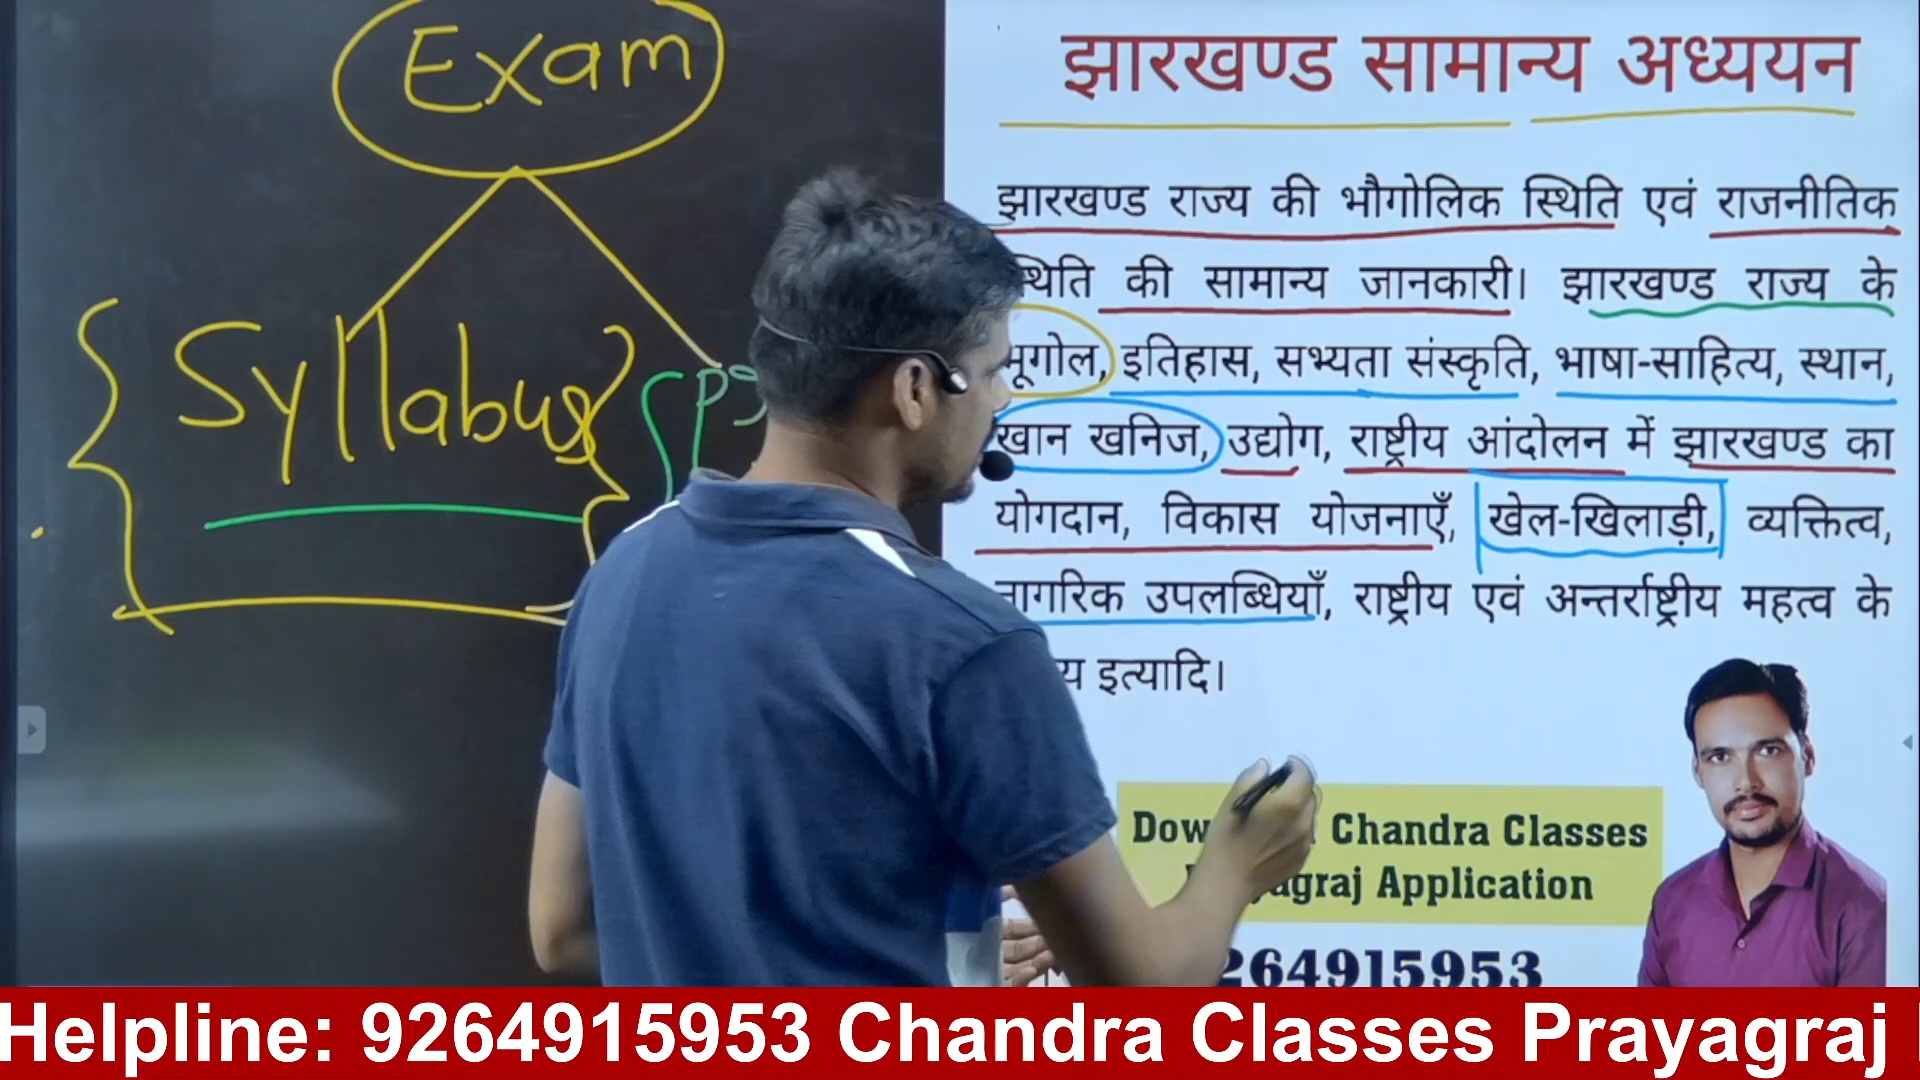 Exam
Syllabus
झारखण्ड सामान्य अध्ययन
झारखण्ड राज्य की भौगोलिक स्थिति एवं राजनीतिक
की सामान्य जानकारी। झारखण्ड राज्य के
इतिहास, सभ्यता संस्कृति, भाषा-साहित्य, स्थान,
खान खनिज, उद्योग, राष्ट्रीय आंदोलन में झारखण्ड का
योगदान, विकास योजनाएँ, खेल-खिलाड़ी, व्यक्तित्व,
उपलब्धियाँ, राष्ट्रीय एवं अन्तर्राष्ट्रीय महत्व के
इत्यादि।
Chandra Classes
Application
Helpline: 9264915953 Chandra Classes Prayagraj